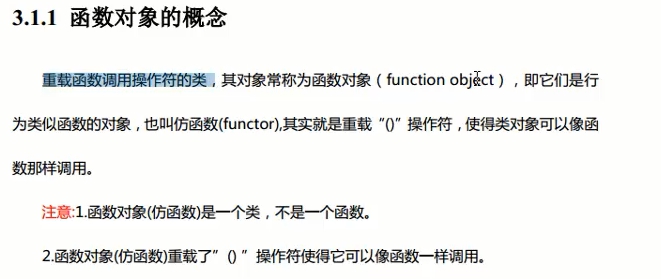 3.1.1 函数对象的概念
重载函数调用操作符的类，其对象常称为函数对象（function object），即它们是行
为类似函数的对象，也叫仿函数(functor),其实就是重载“()”操作符，使得类对象可以像函
数那样调用。
注意:1.函数对象(仿函数)是一个类，不是一个函数。
2.函数对象(仿函数)重载了”() ”操作符使得它可以像函数一样调用。